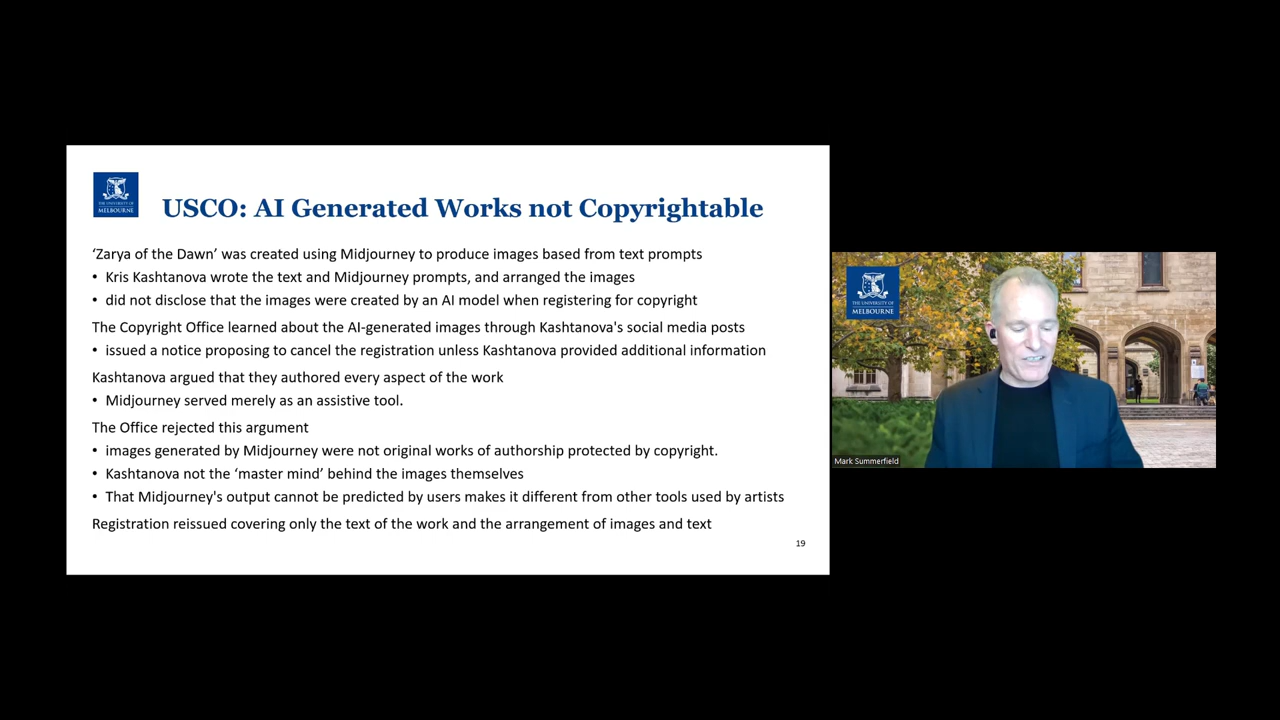 THE UNIVERSITY OF
MELBOURNE
USCO: AI Generated Works not Copyrightable
‘Zarya of the Dawn’ was created using Midjourney to produce images based from text prompts
• Kris Kashtanova wrote the text and Midjourney prompts, and arranged the images
• did not disclose that the images were created by an AI model when registering for copyright
The Copyright Office learned about the AI-generated images through Kashtanova's social media posts
• issued a notice proposing to cancel the registration unless Kashtanova provided additional information
Kashtanova argued that they authored every aspect of the work
• Midjourney served merely as an assistive tool.
The Office rejected this argument
• images generated by Midjourney were not original works of authorship protected by copyright.
• Kashtanova not the ‘master mind’ behind the images themselves
• That Midjourney's output cannot be predicted by users makes it different from other tools used by artists
Registration reissued covering only the text of the work and the arrangement of images and text
19
THE UNIVERSITY OF
MELBOURNE
Mark Summerfield